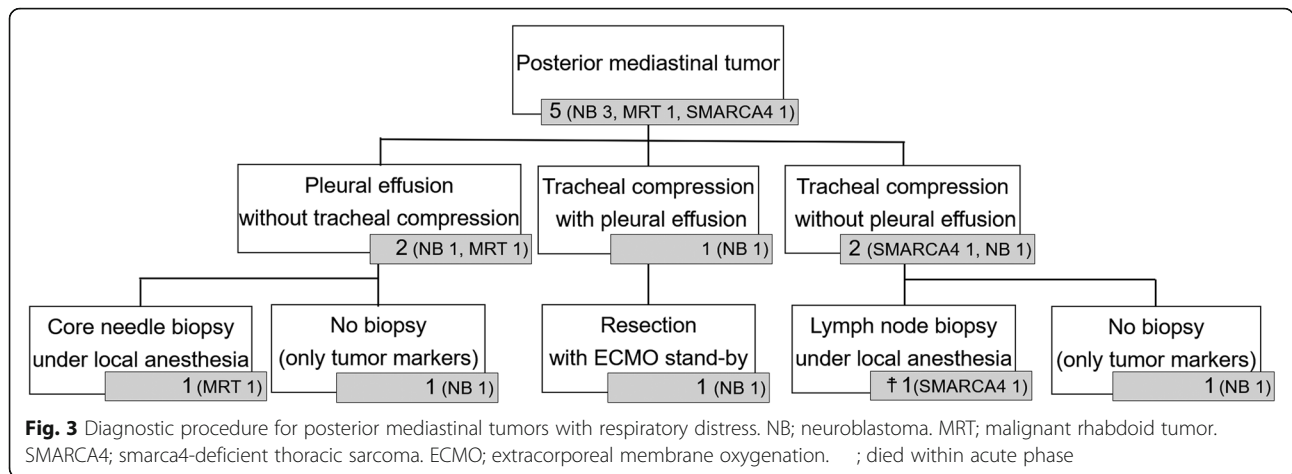 Posterior mediastinal tumor
5 (NB 3, MRT 1, SMARCA4 1)
Pleural effusion
without tracheal compression
2 (NB 1, MRT 1)
Tracheal compression
with pleural effusion
1 (NB 1)
Tracheal compression
without pleural effusion
2 (SMARCA4 1, NB 1)
Core needle biopsy
under local anesthesia
1 (MRT 1)
No biopsy
(only tumor markers)
1 (NB 1)
Resection
with ECMO stand-by
1 (NB 1)
Lymph node biopsy
under local anesthesia
☨ 1(SMARCA4 1)
No biopsy
(only tumor markers)
1 (NB 1)
Fig. 3 Diagnostic procedure for posterior mediastinal tumors with respiratory distress. NB; neuroblastoma. MRT; malignant rhabdoid tumor.
SMARCA4; smarca4-deficient thoracic sarcoma. ECMO; extracorporeal membrane oxygenation. ; died within acute phase